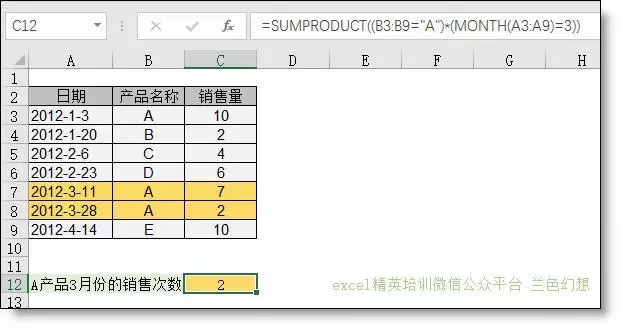 C12 fx =SUMPRODUCT((B3:B9="A")*(MONTH(A3:A9)=3))
A B C D E F G H
1
2 日期 产品名称 销售量
3 2012-1-3 A 10
4 2012-1-20 B 2
5 2012-2-6 C 4
6 2012-2-23 D 6
7 2012-3-11 A 7
8 2012-3-28 A 2
9 2012-4-14 E 10
10
11
12 A产品3月份的销售次数 2 excel精英培训微信公众平台 兰色幻想
13